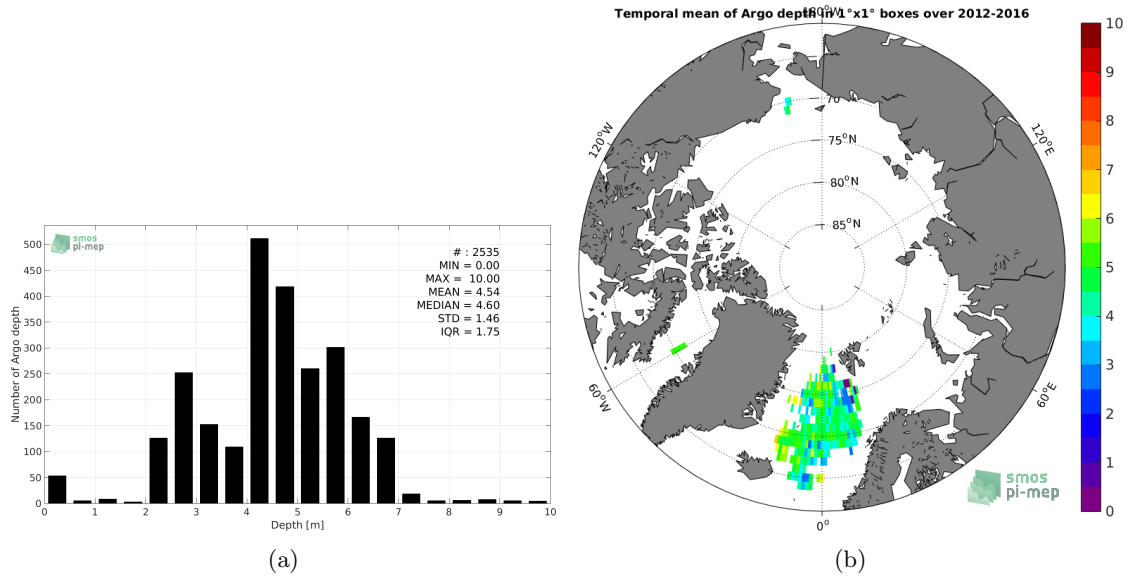 smos
pi-mep
# : 2535
MIN = 0.00
MAX = 10.00
MEAN = 4.54
MEDIAN = 4.60
STD = 1.46
IQR = 1.75
Number of Argo depth
500
450
400
350
300
250
200
150
100
50
0
0 1 2 3 4 5 6 7 8 9 10
Depth [m]
(a)
Temporal mean of Argo depth in 1°x1° boxes over 2012-2016
180°W
120°W
120°E
70
75°N
80°N
85°N
60°W
60°E
0°
smos
pi-mep
10
9
8
7
6
5
4
3
2
1
0
(b)